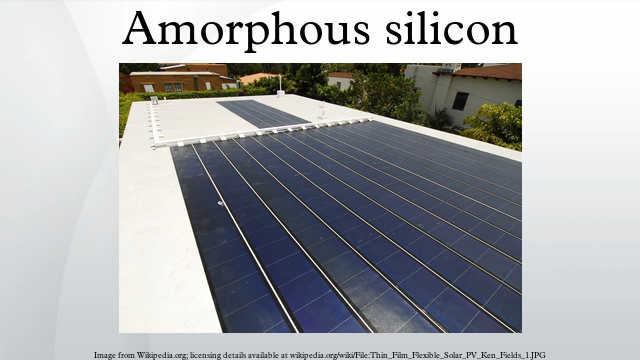 Amorphous silicon
Image from Wikipedia.org; licensing details available at wikipedia.org/wiki/File:Thin_Film_Flexible_Solar_PV_Ken_Fields_1.JPG